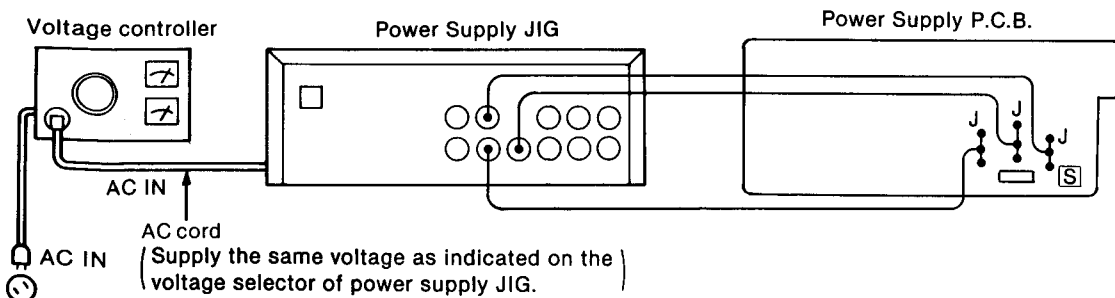 Voltage controller
Power Supply JIG
Power Supply P.C.B.
J
J
J
S
AC IN
AC cord
(Supply the same voltage as indicated on the
voltage selector of power supply JIG.)
AC IN